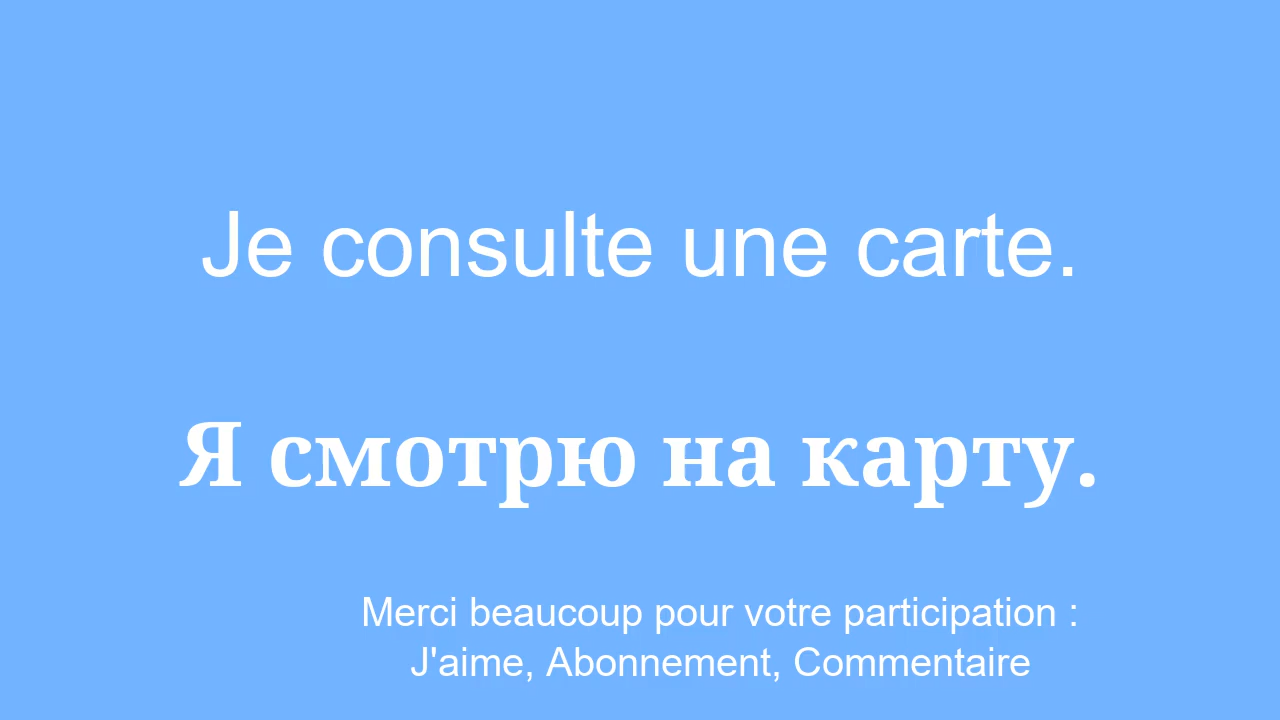 Je consulte une carte.
Я смотрю на карту.
Merci beaucoup pour votre participation :
J'aime, Abonnement, Commentaire